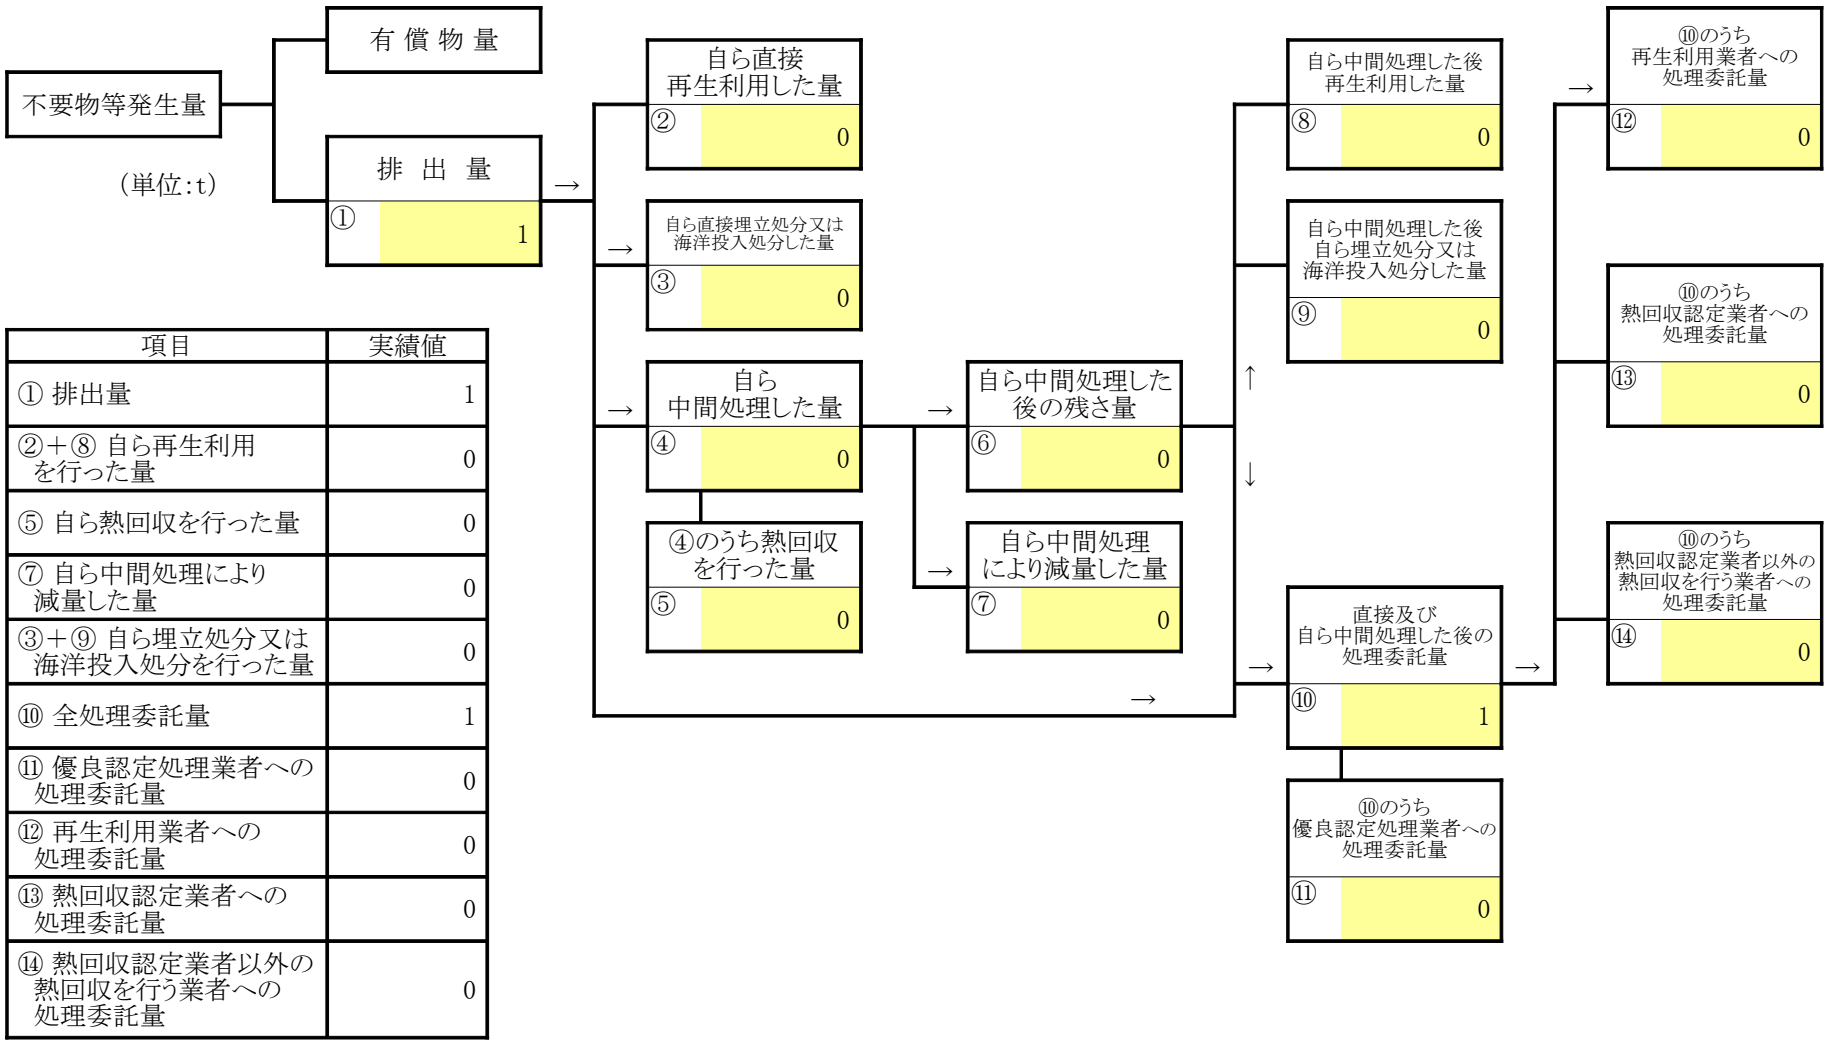 有 償 物 量
不要物等発生量
(単位:t)
排 出 量
①
1
→
自ら直接
再生利用した量
②
0
→
自ら直接埋立処分又は
海洋投入処分した量
③
0
→
自ら
中間処理した量
④
0
④のうち熱回収
を行った量
⑤
0
→
自ら中間処理した
後の残さ量
⑥
0
→
自ら中間処理
により減量した量
⑦
0
→
自ら中間処理した後
再生利用した量
⑧
0
自ら中間処理した後
自ら埋立処分又は
海洋投入処分した量
⑨
0
↑
↓
→
直接及び
自ら中間処理した後の
処理委託量
⑩
1
⑩のうち
優良認定処理業者への
処理委託量
⑪
0
→
→
⑩のうち
再生利用業者への
処理委託量
⑫
0
⑩のうち
熱回収認定業者への
処理委託量
⑬
0
⑩のうち
熱回収認定業者以外の
熱回収を行う業者への
処理委託量
⑭
0
項目 実績値
① 排出量 1
②＋⑧ 自ら再生利用
を行った量 0
⑤ 自ら熱回収を行った量 0
⑦ 自ら中間処理により
減量した量 0
③＋⑨ 自ら埋立処分又は
海洋投入処分を行った量 0
⑩ 全処理委託量 1
⑪ 優良認定処理業者への
処理委託量 0
⑫ 再生利用業者への
処理委託量 0
⑬ 熱回収認定業者への
処理委託量 0
⑭ 熱回収認定業者以外の
熱回収を行う業者への 0
処理委託量